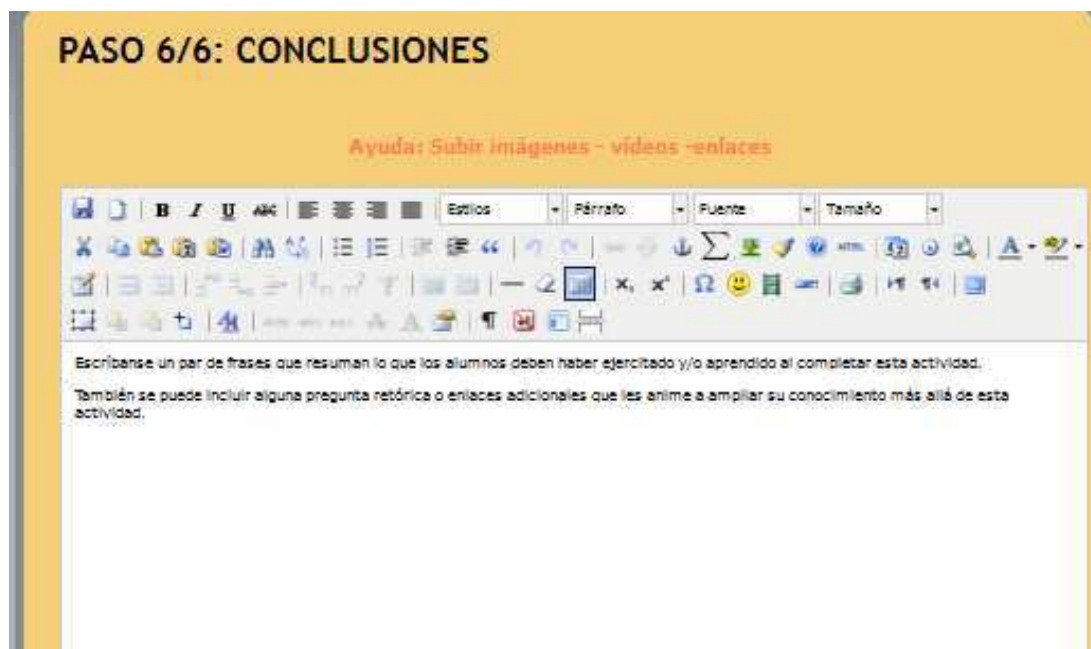 PASO 6/6: CONCLUSIONES
Ayuda: Subir imágenes - vídeos -enlaces
B I U ABC Estilos Párrafo Fuente Tamaño
HTML A
Escríbanse un par de frases que resuman lo que los alumnos deben haber ejercitado y/o aprendido al completar esta actividad.
También se puede incluir alguna pregunta retórica o enlaces adicionales que les anime a ampliar su conocimiento más allá de esta
actividad.